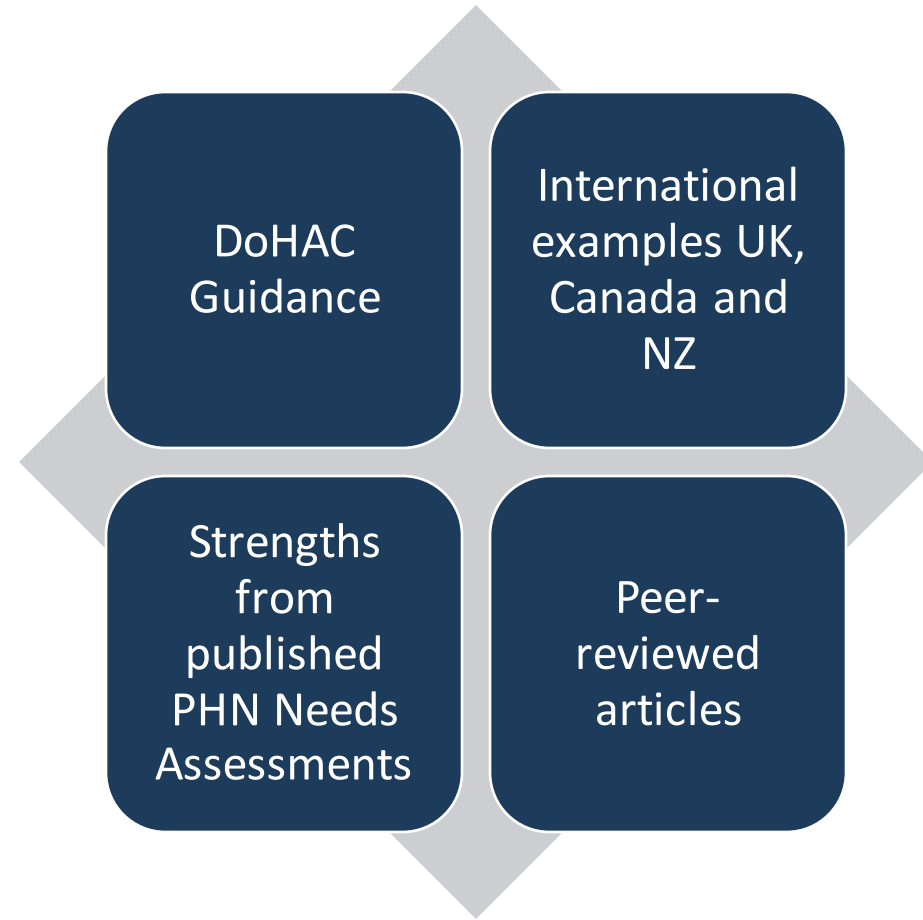 DoHAC
Guidance
International
examples UK,
Canada and
NZ
Strengths
from
published
PHN Needs
Assessments
Peer-
reviewed
articles